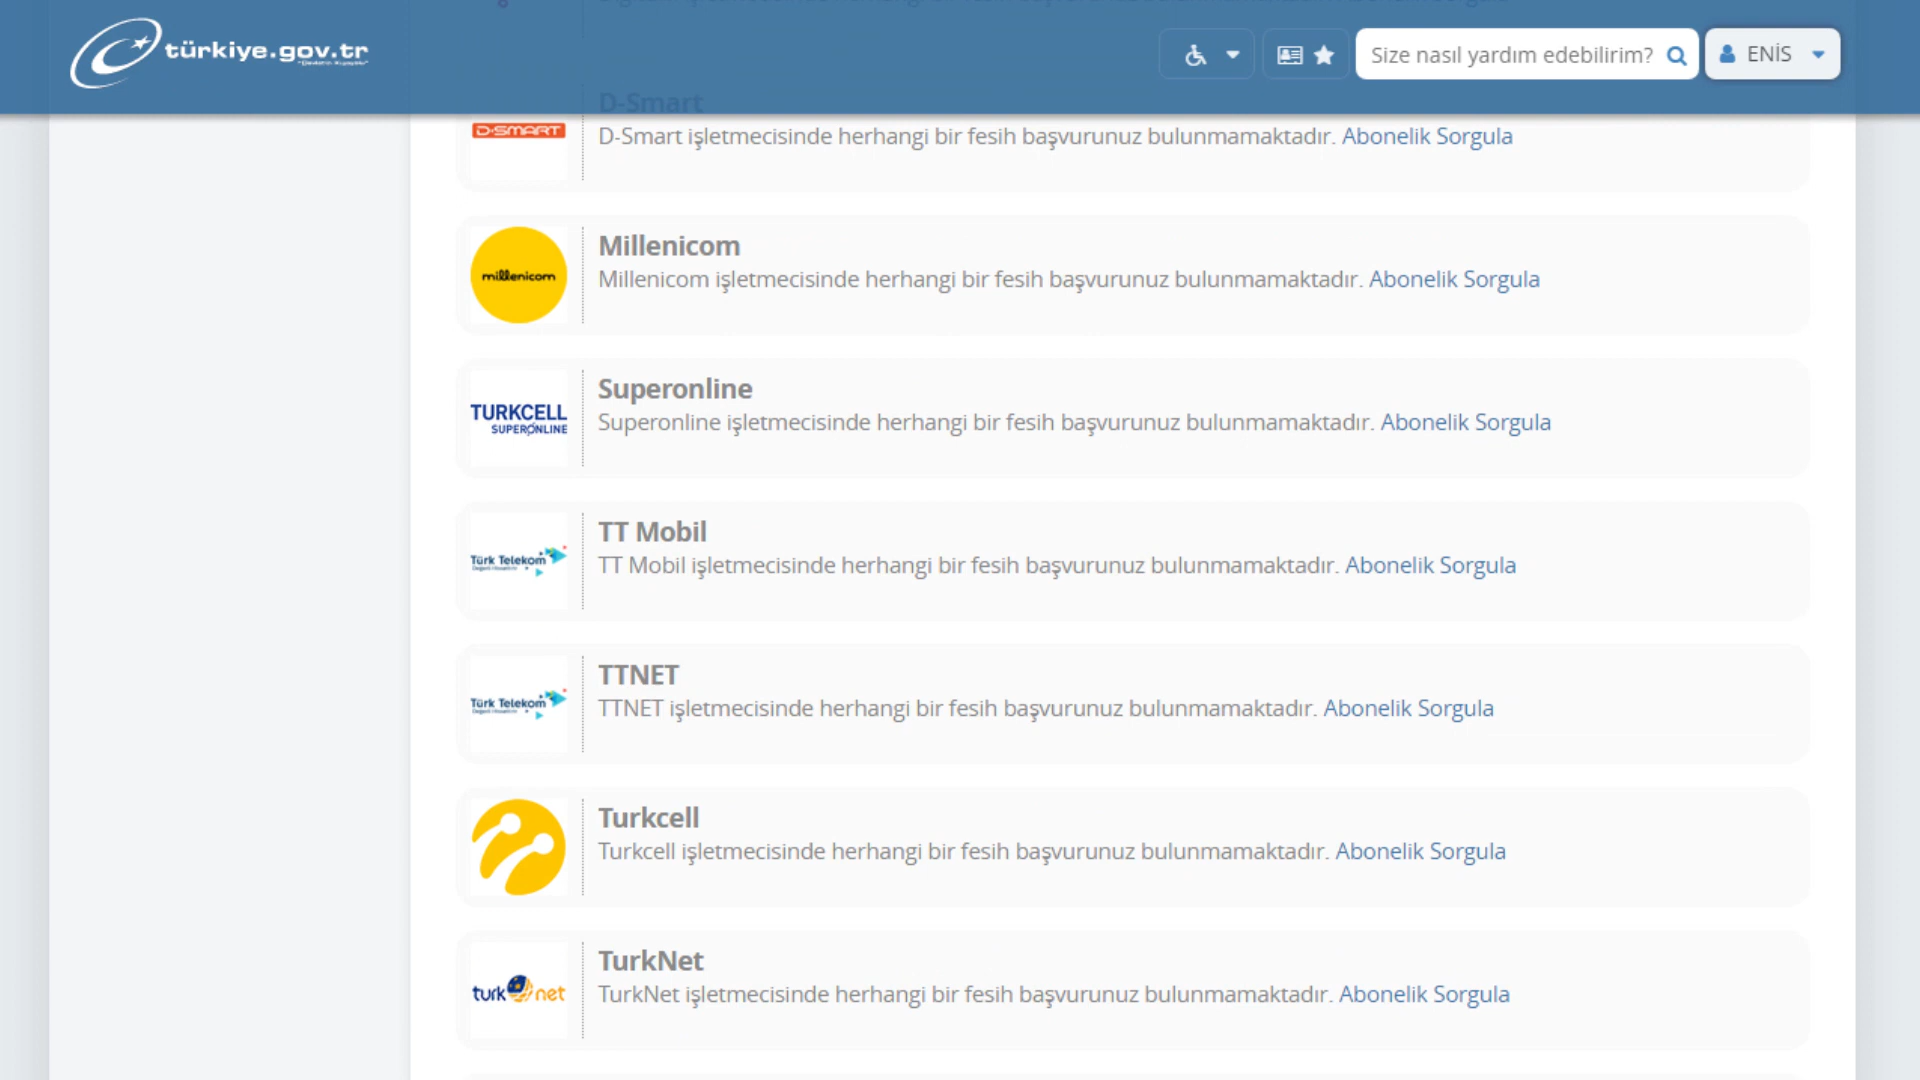 türkiye.gov.tr
Size nasıl yardım edebilirim?
ENİS
D-Smart
D-SMART
D-Smart işletmecisinde herhangi bir fesih başvurunuz bulunmamaktadır. Abonelik Sorgula
millenicom
Millenicom
Millenicom işletmecisinde herhangi bir fesih başvurunuz bulunmamaktadır. Abonelik Sorgula
TURKCELL
SUPERONLINE
Superonline
Superonline işletmecisinde herhangi bir fesih başvurunuz bulunmamaktadır. Abonelik Sorgula
Türk Telekom
TT Mobil
TT Mobil işletmecisinde herhangi bir fesih başvurunuz bulunmamaktadır. Abonelik Sorgula
Türk Telekom
TTNET
TTNET işletmecisinde herhangi bir fesih başvurunuz bulunmamaktadır. Abonelik Sorgula
Turkcell
Turkcell işletmecisinde herhangi bir fesih başvurunuz bulunmamaktadır. Abonelik Sorgula
turk net
TurkNet
TurkNet işletmecisinde herhangi bir fesih başvurunuz bulunmamaktadır. Abonelik Sorgula